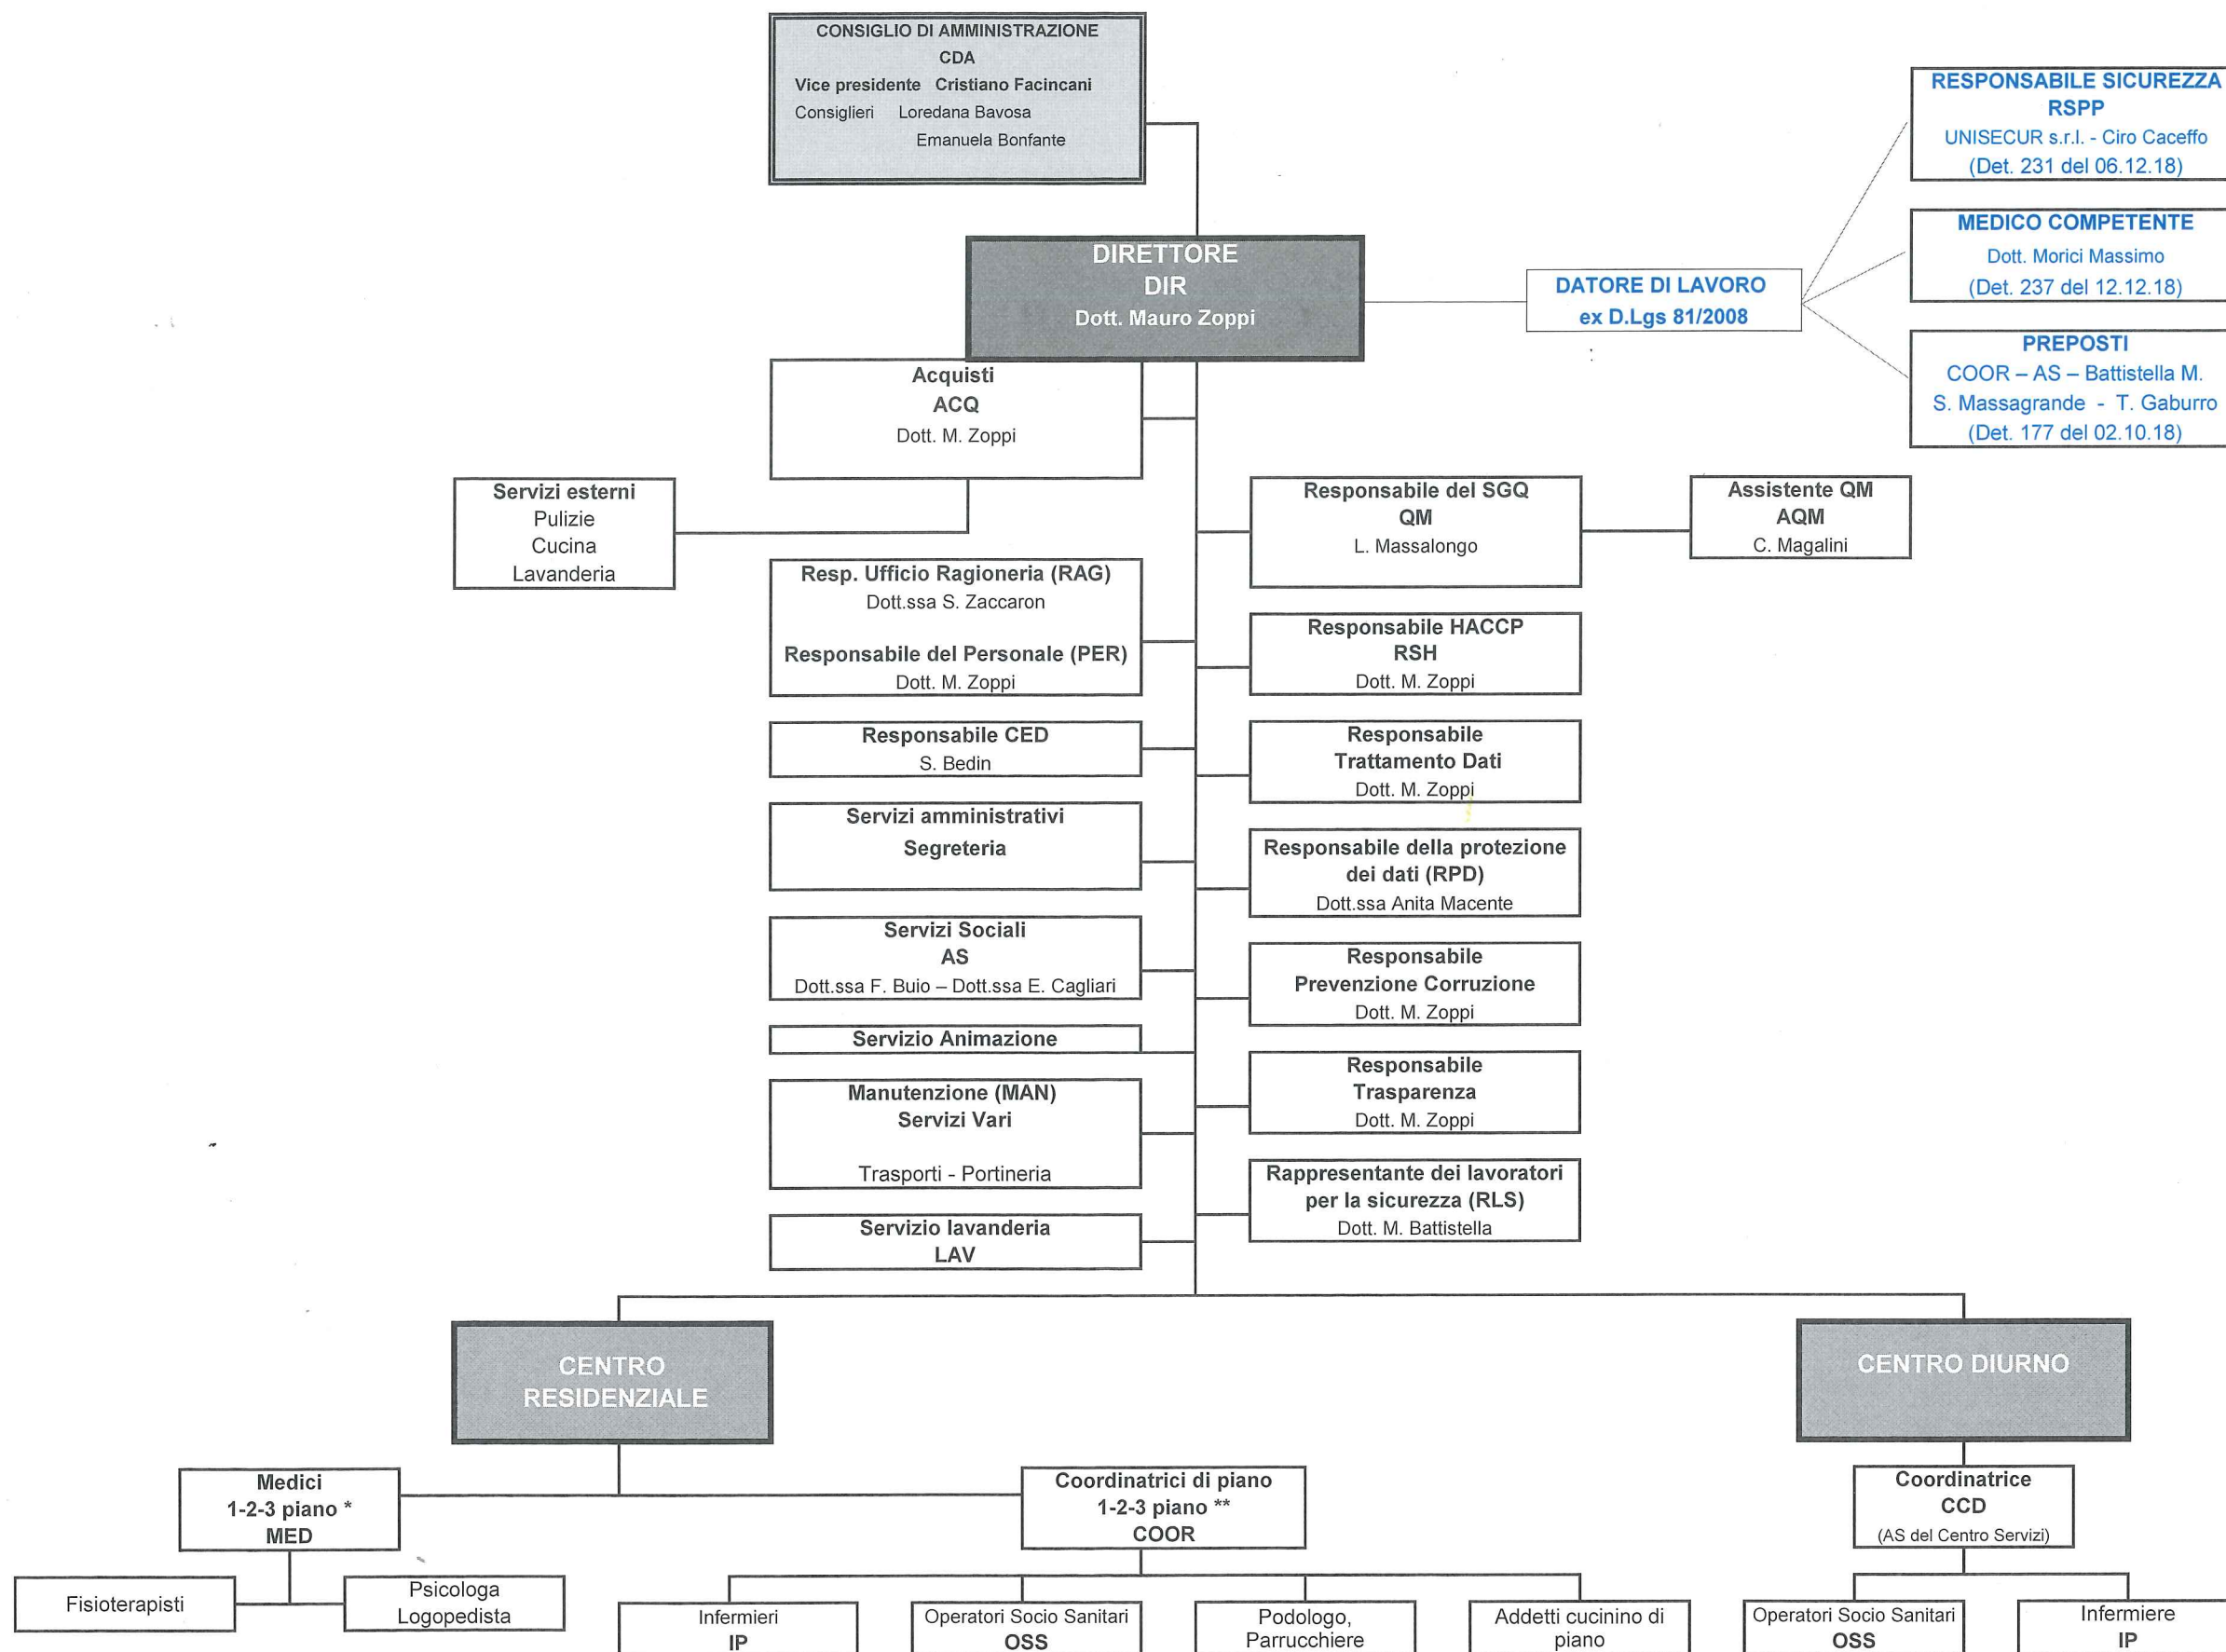 CONSIGLIO DI AMMINISTRAZIONE
CDA
Vice presidente Cristiano Facincani
Consiglieri Loredana Bavosa
Emanuela Bonfante
RESPONSABILE SICUREZZA
RSPP
UNISECUR s.r.l. - Ciro Caceffo
(Det. 231 del 06.12.18)
MEDICO COMPETENTE
Dott. Morici Massimo
(Det. 237 del 12.12.18)
DIRETTORE
DIR
Dott. Mauro Zoppi
DATORE DI LAVORO
ex D.Lgs 81/2008
PREPOSTI
COOR – AS – Battistella M.
S. Massagrande - T. Gaburro
(Det. 177 del 02.10.18)
Acquisti
ACQ
Dott. M. Zoppi
Servizi esterni
Pulizie
Cucina
Lavanderia
Responsabile del SGQ
QM
L. Massalongo
Assistente QM
AQM
C. Magalini
Resp. Ufficio Ragioneria (RAG)
Dott.ssa S. Zaccaron
Responsabile del Personale (PER)
Dott. M. Zoppi
Responsabile HACCP
RSH
Dott. M. Zoppi
Responsabile CED
S. Bedin
Responsabile
Trattamento Dati
Dott. M. Zoppi
Servizi amministrativi
Segreteria
Responsabile della protezione
dei dati (RPD)
Dott.ssa Anita Macente
Servizi Sociali
AS
Dott.ssa F. Buio – Dott.ssa E. Cagliari
Responsabile
Prevenzione Corruzione
Dott. M. Zoppi
Servizio Animazione
Responsabile
Trasparenza
Dott. M. Zoppi
Manutenzione (MAN)
Servizi Vari
Trasporti - Portineria
Rappresentante dei lavoratori
per la sicurezza (RLS)
Dott. M. Battistella
Servizio lavanderia
LAV
CENTRO
RESIDENZIALE
CENTRO DIURNO
Medici
1-2-3 piano *
MED
Coordinatrici di piano
1-2-3 piano **
COOR
Coordinatrice
CCD
(AS del Centro Servizi)
Fisioterapisti
Psicologa
Logopedista
Infermieri
IP
Operatori Socio Sanitari
OSS
Podologo,
Parrucchiere
Addetti cucinino di
piano
Operatori Socio Sanitari
OSS
Infermiere
IP